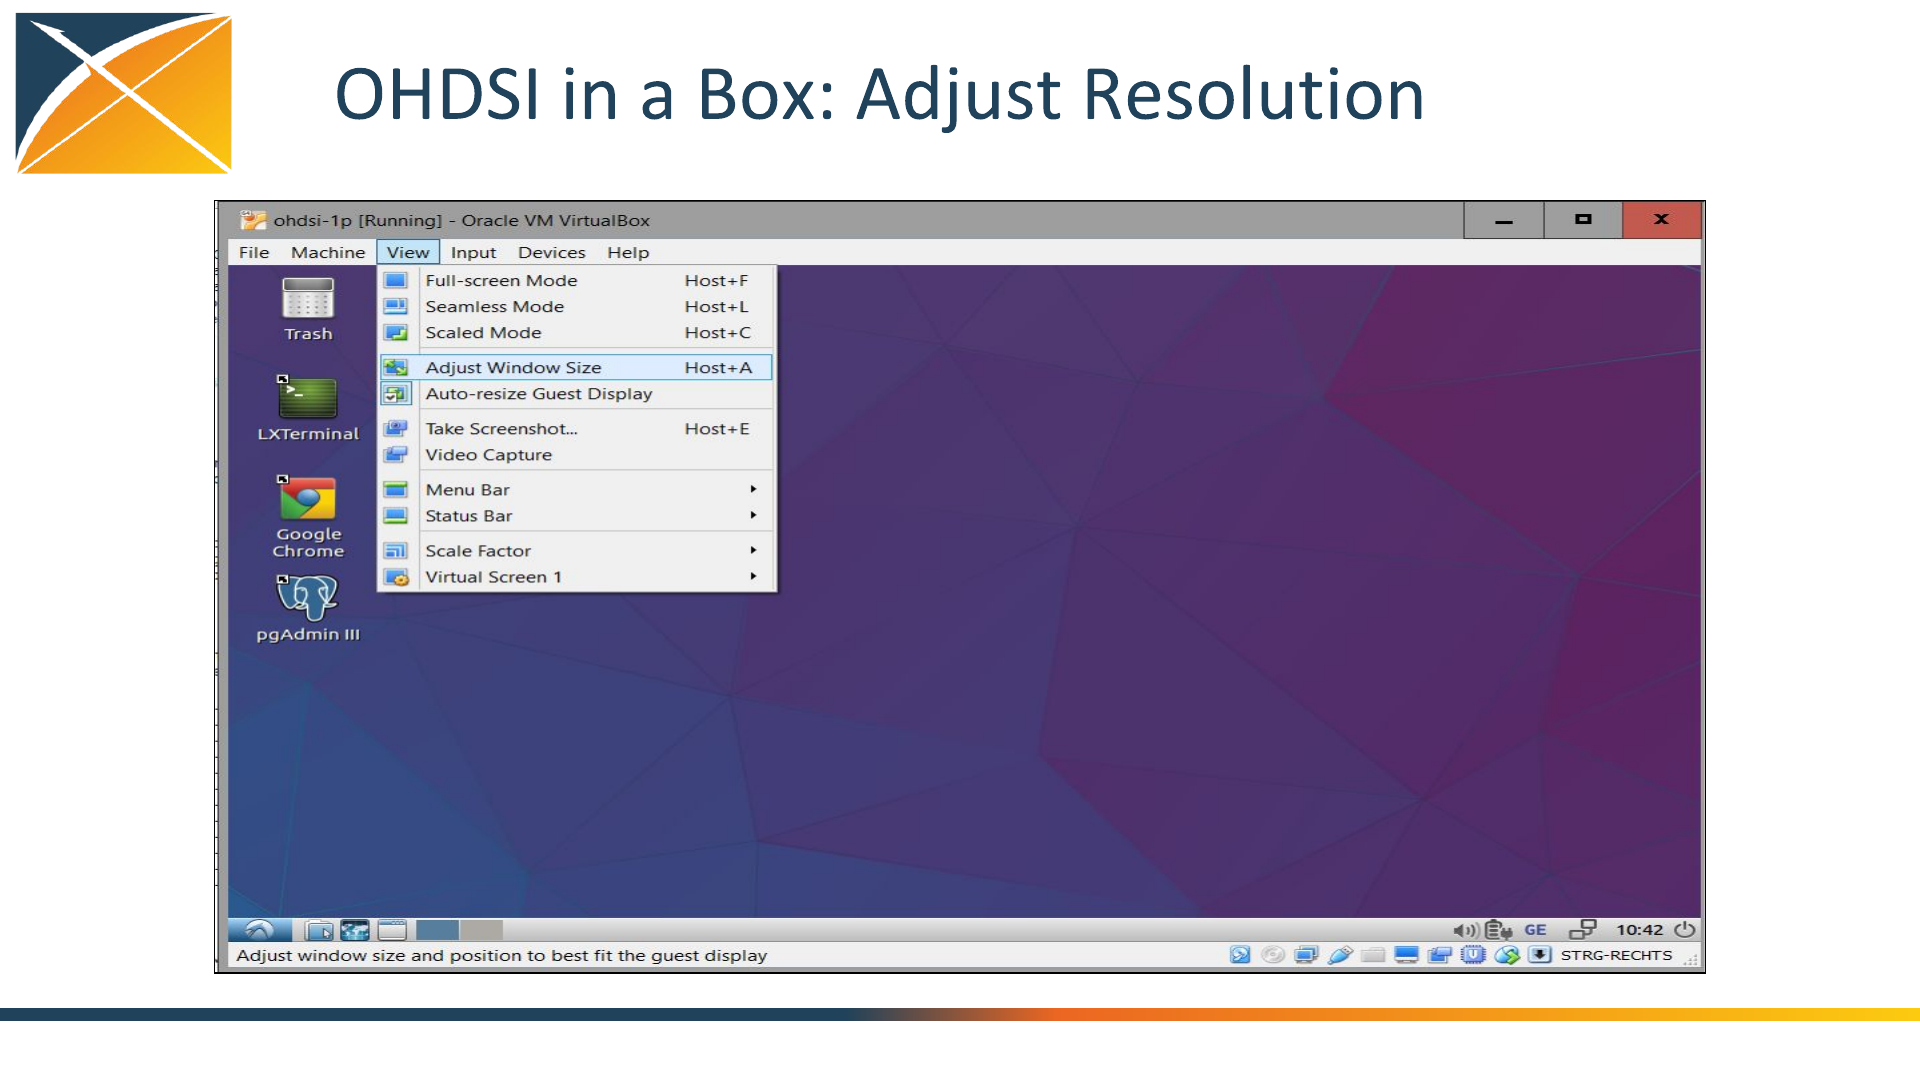 OHDSI in a Box: Adjust Resolution
ohdsi-1p [Running] - Oracle VM VirtualBox
File Machine View Input Devices Help
Full-screen Mode Host+F
Seamless Mode Host+L
Scaled Mode Host+C
Adjust Window Size Host+A
Auto-resize Guest Display
Take Screenshot... Host+E
Video Capture
Menu Bar
Status Bar
Scale Factor
Virtual Screen 1
Trash
LXTerminal
Google
Chrome
pgAdmin III
GE 10:42
Adjust window size and position to best fit the guest display STRG-RECHTS